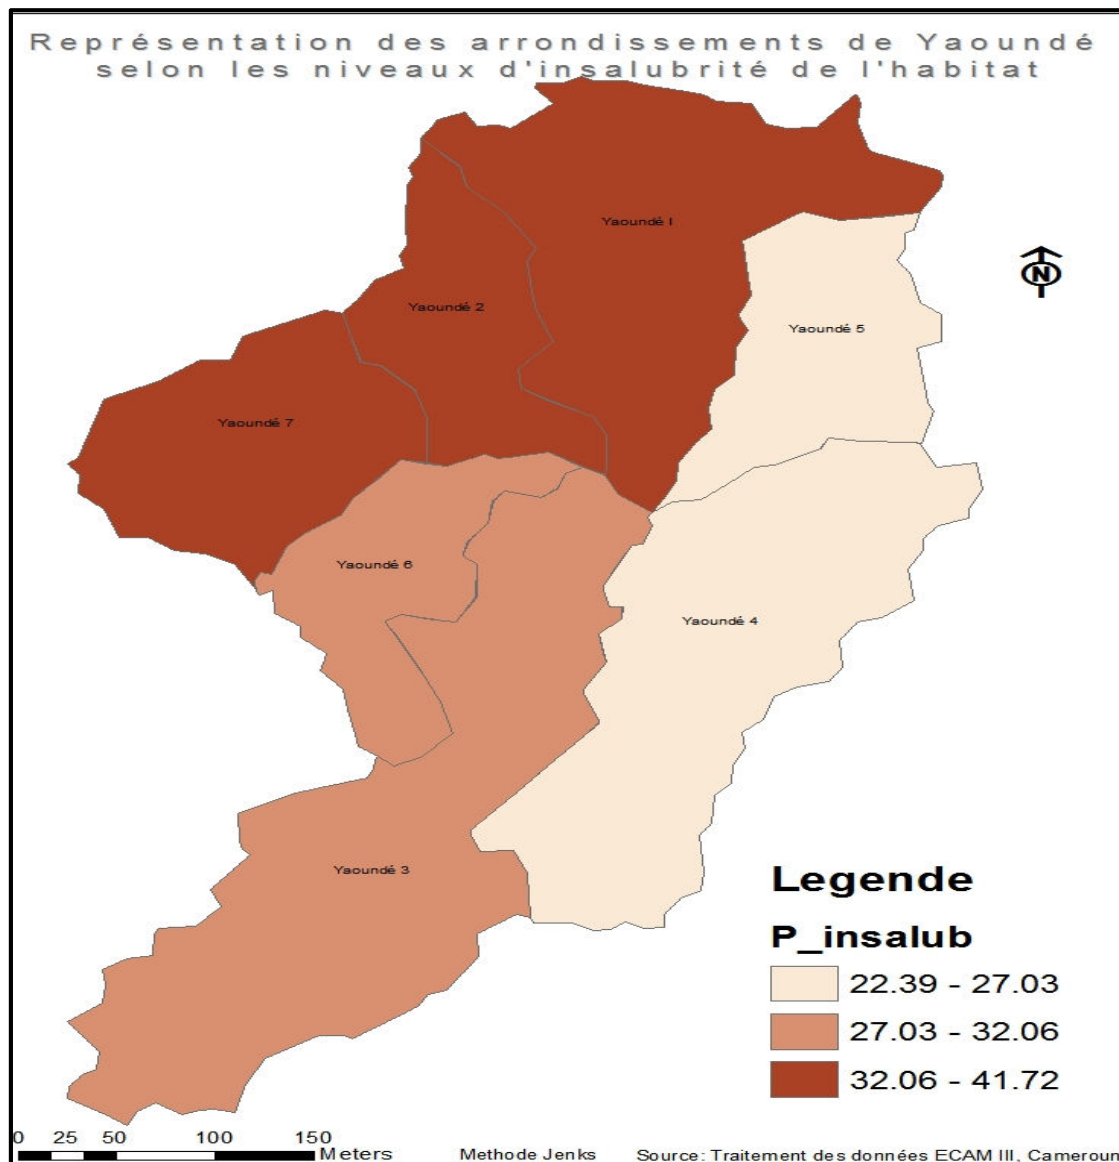 Représentation des arrondissements de Yaoundé
selon les niveaux d'insalubrité de l'habitat
Yaoundé I
Yaoundé 2
Yaoundé 5
Yaoundé 7
N
Yaoundé 6
Yaoundé 4
Yaoundé 3
Legende
P_insalub
22.39 - 27.03
27.03 - 32.06
32.06 - 41.72
0 25 50 100 150
Meters
Methode Jenks
Source: Traitement des données ECAM III, Cameroun